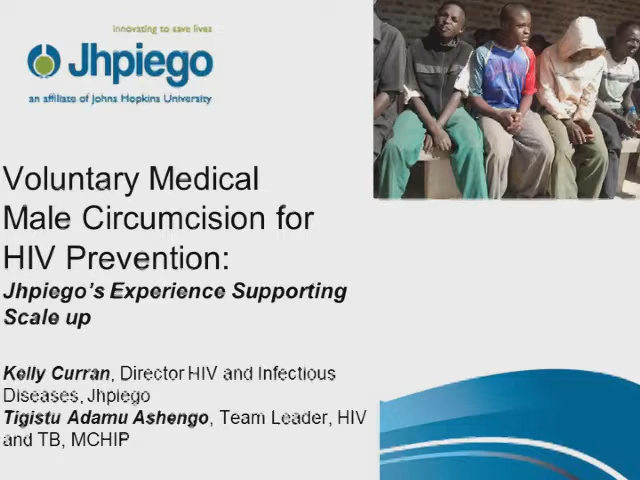 innovating to save lives
Jhpiego
an affiliate of Johns Hopkins University
Voluntary Medical
Male Circumcision for
HIV Prevention:
Jhpiego's Experience Supporting
Scale up
Kelly Curran, Director HIV and Infectious
Diseases, Jhpiego
Tigistu Adamu Ashengo, Team Leader, HIV
and TB, MCHIP